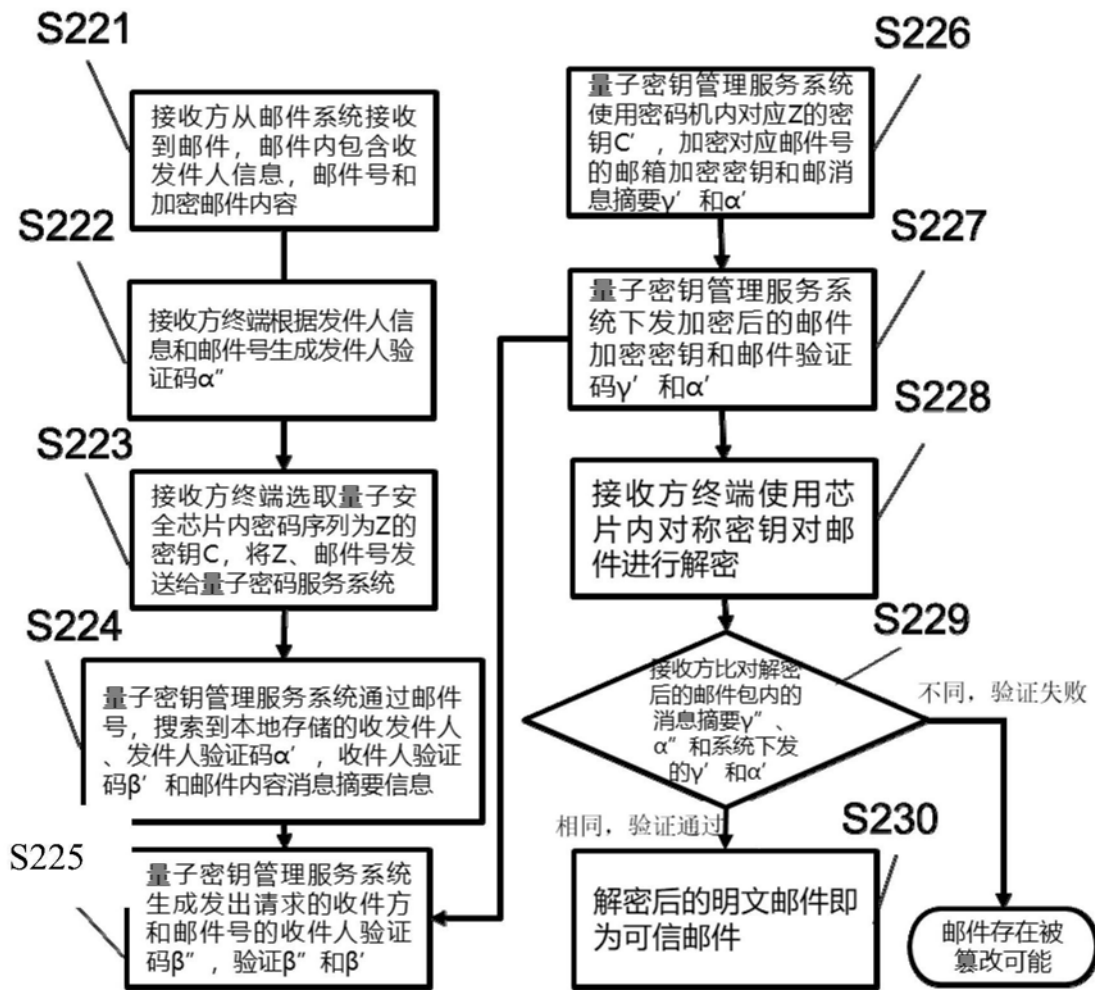 S221
接收方从邮件系统接收
到邮件，邮件内包含收
发件人信息，邮件号和
加密邮件内容
S222
接收方终端根据发件人信
息和邮件号生成发件人验
证码α"
S223
接收方终端选取量子安
全芯片内密码序列为Z的
密钥C，将Z、邮件号发
送给量子密码服务系统
S224
量子密钥管理服务系统通过邮件
号，搜索到本地存储的收发件人
、发件人验证码α'，收件人验证
码β'和邮件内容消息摘要信息
S225
量子密钥管理服务系统
生成发出请求的收件方
和邮件号的收件人验证
码β"，验证β"和β'
S226
量子密钥管理服务系统
使用密码机内对应Z的密
钥C'，加密对应邮件号
的邮箱加密密钥和邮消
息摘要γ'和α'
S227
量子密钥管理服务系
统下发加密后的邮件
加密密钥和邮件验证
码γ'和α'
S228
接收方终端使用芯
片内对称密钥对邮
件进行解密
S229
接收方比对解密
后的邮件包内的
消息摘要γ"、
α"和系统下发
的γ'和α'
不同，验证失败
相同，验证通过
S230
解密后的明文邮件即
为可信邮件
邮件存在被
篡改可能